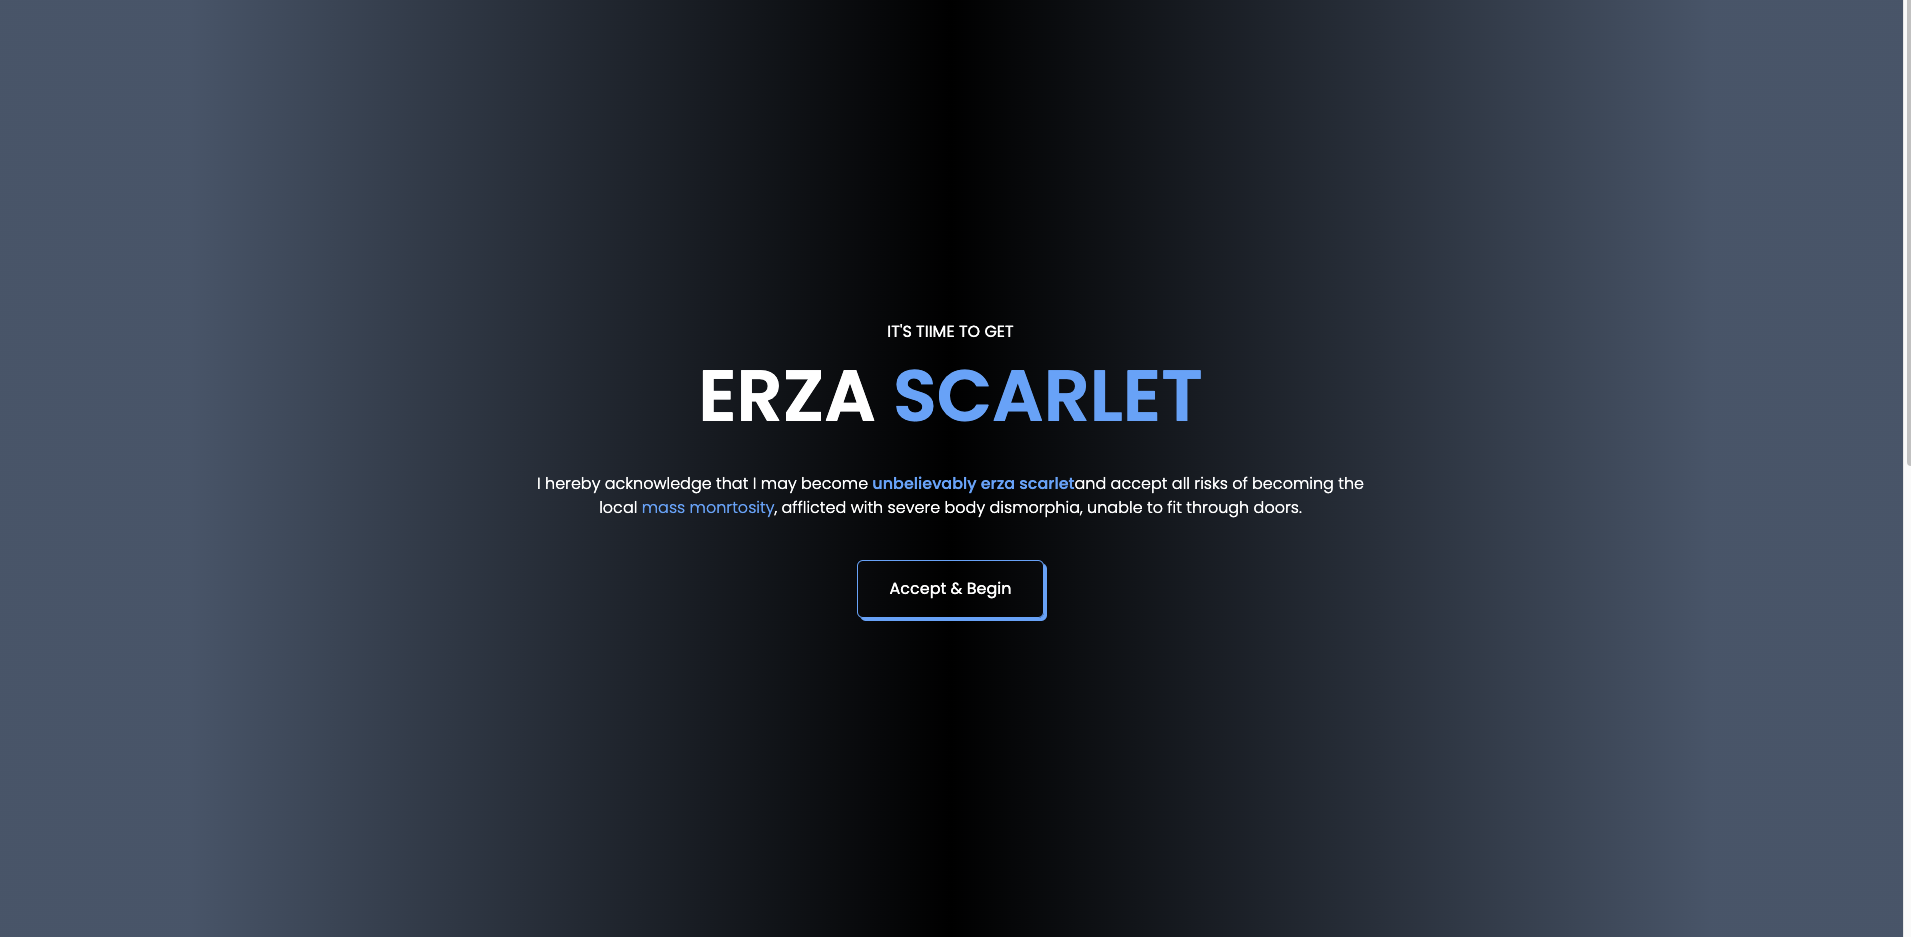 IT'S TIIME TO GET
ERZA SCARLET
I hereby acknowledge that I may become unbelievably erza scarletand accept all risks of becoming the
local mass monrtosity, afflicted with severe body dismorphia, unable to fit through doors.
Accept & Begin